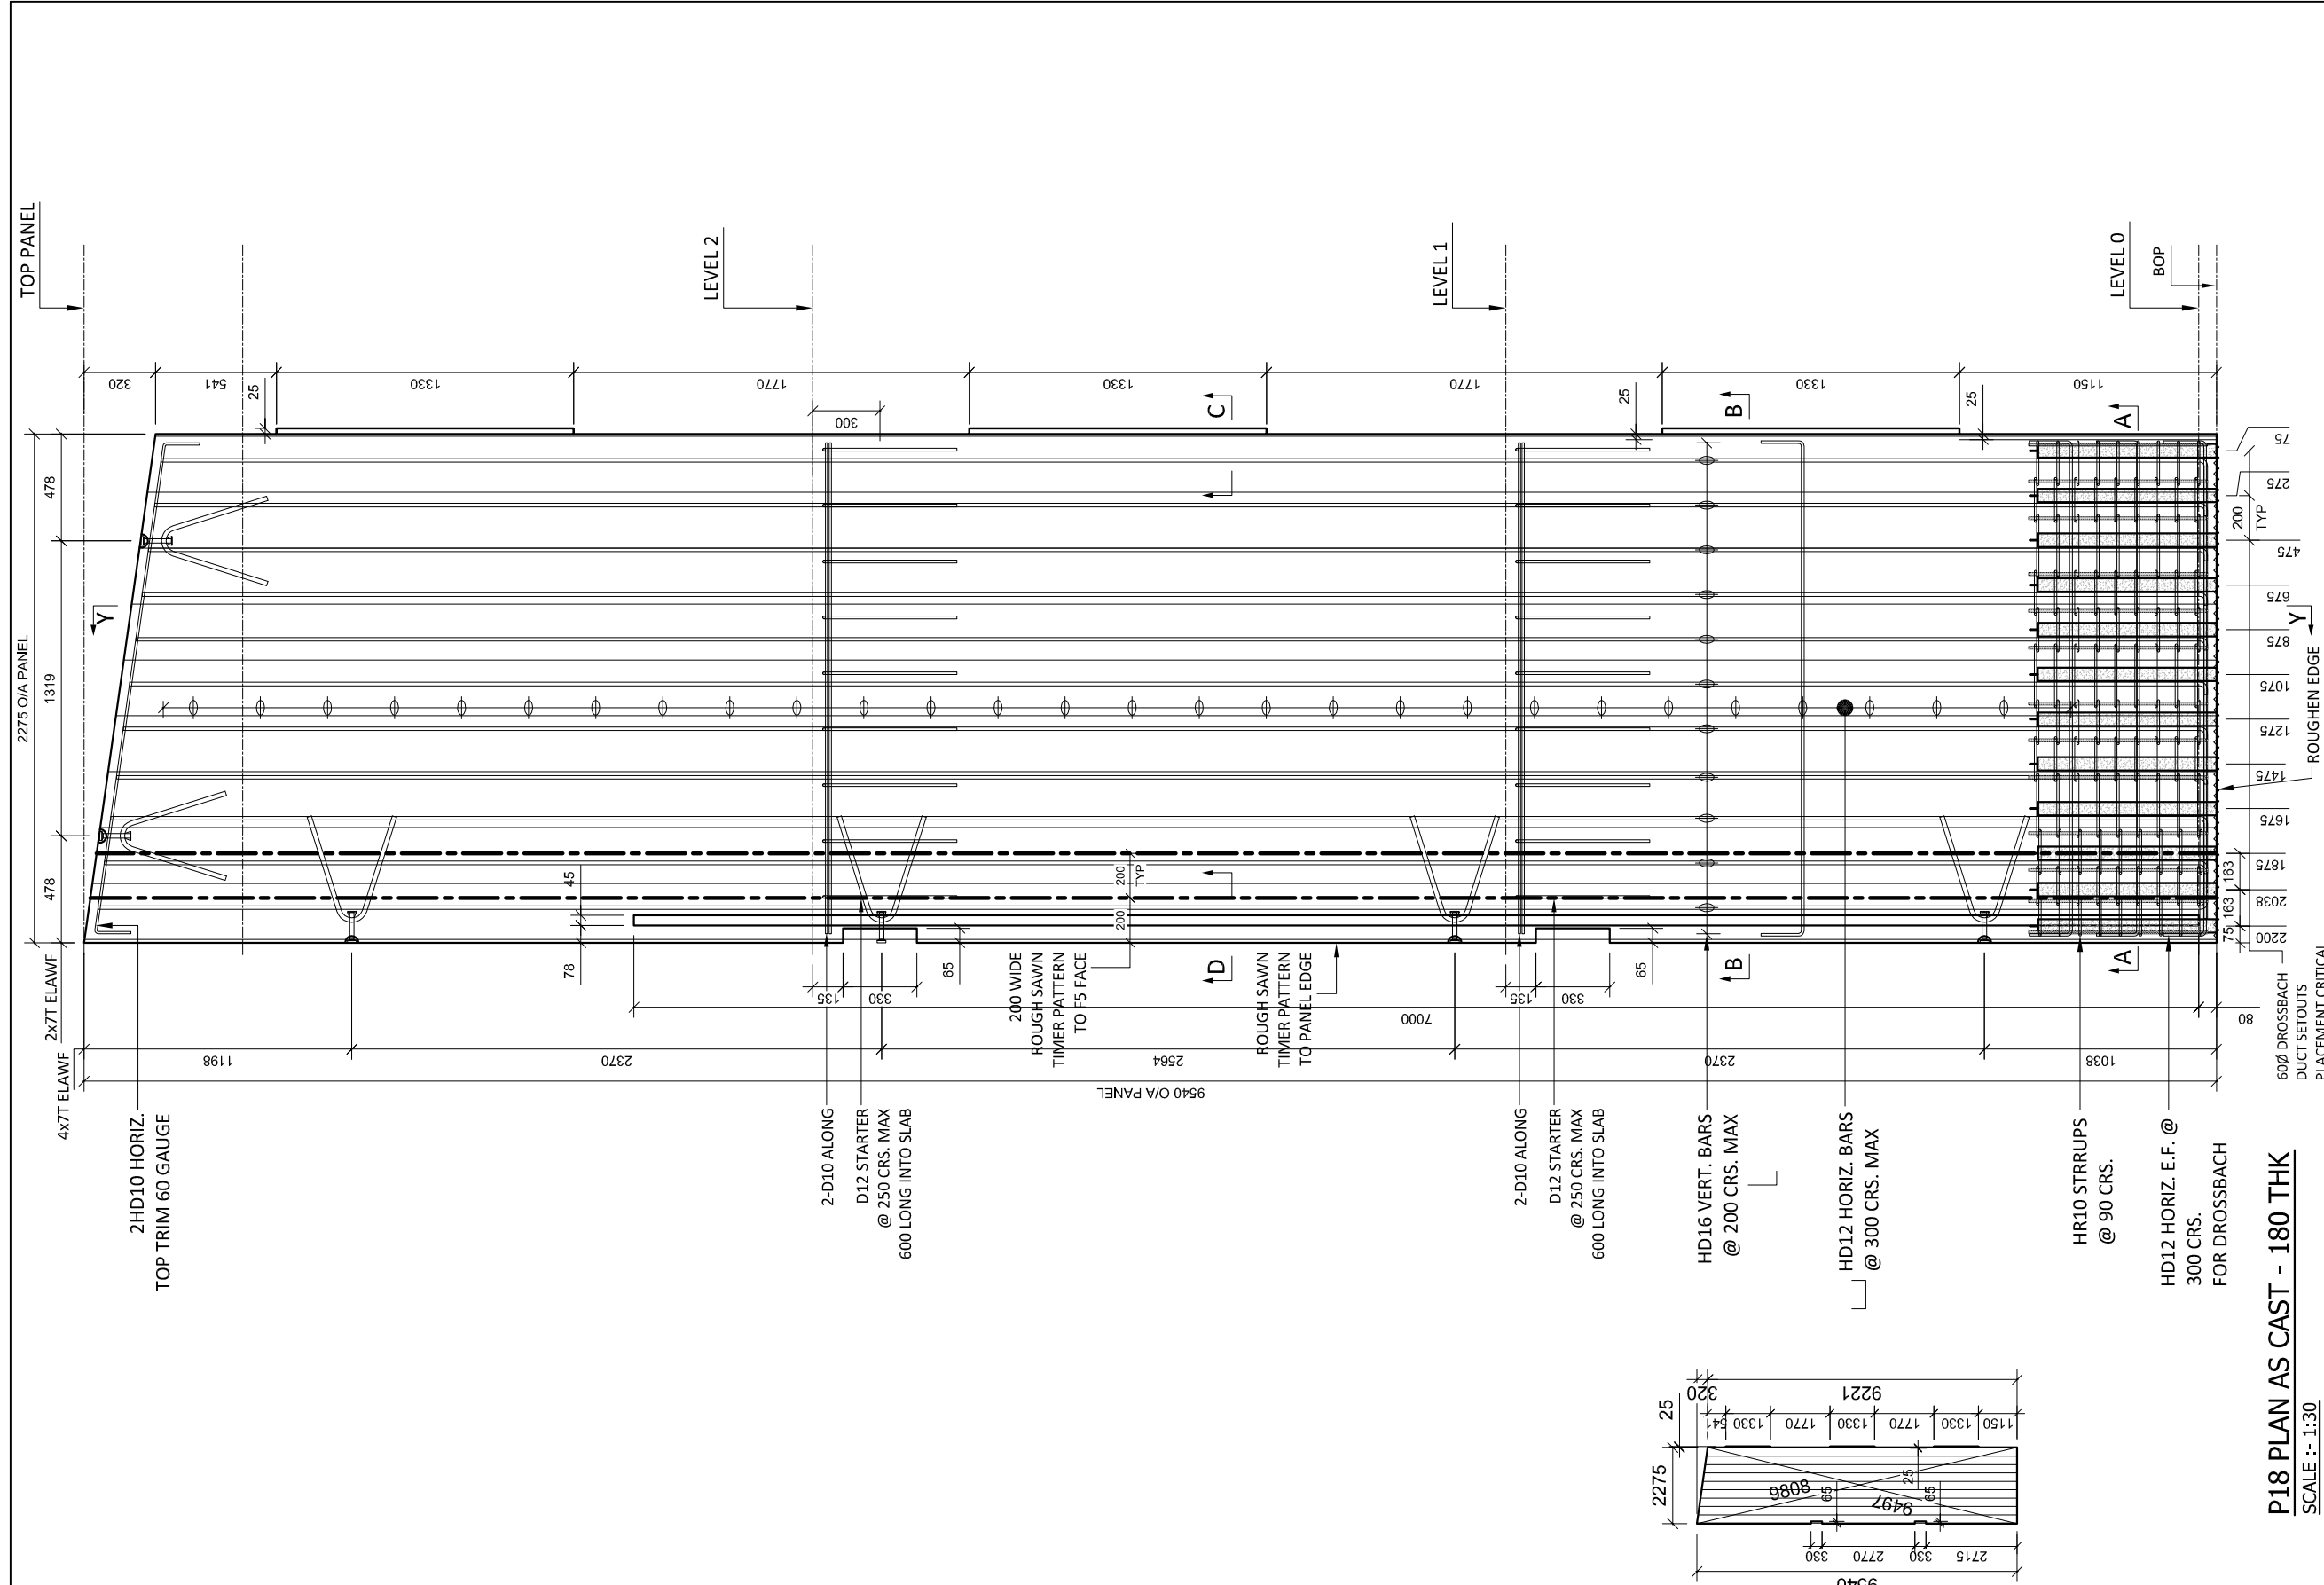 TOP PANEL
LEVEL 2
LEVEL 1
LEVEL 0
BOP
320
541
1330
1770
1330
1770
1330
1150
25
300
25
25
C
B
A
2275 O/A PANEL
478
1319
478
Y
Y
75
275
475
675
875
1075
1275
1475
1675
1875
2038
2200
200
TYP
163
163
75
ROUGHEN EDGE
45
78
200
TYP
200
65
65
D
B
A
135
330
135
330
7000
80
200 WIDE
ROUGH SAWN
TIMER PATTERN
TO F5 FACE
ROUGH SAWN
TIMER PATTERN
TO PANEL EDGE
60Ø DROSSBACH
DUCT SETOUTS
PLACEMENT CRITICAL
2x7T ELAWF
4x7T ELAWF
1198
2370
2564
2370
1038
9540 O/A PANEL
2HD10 HORIZ.
TOP TRIM 60 GAUGE
2-D10 ALONG
D12 STARTER
@ 250 CRS. MAX
600 LONG INTO SLAB
2-D10 ALONG
D12 STARTER
@ 250 CRS. MAX
600 LONG INTO SLAB
HD16 VERT. BARS
@ 200 CRS. MAX
HD12 HORIZ. BARS
@ 300 CRS. MAX
HR10 STRRUPS
@ 90 CRS.
HD12 HORIZ. E.F. @
300 CRS.
FOR DROSSBACH
320
9221
25
541
1330
1770
1330
1770
1330
1150
2275
9808
9497
65
25
65
330
2770
330
2715
9540
P18 PLAN AS CAST - 180 THK
SCALE :- 1:30